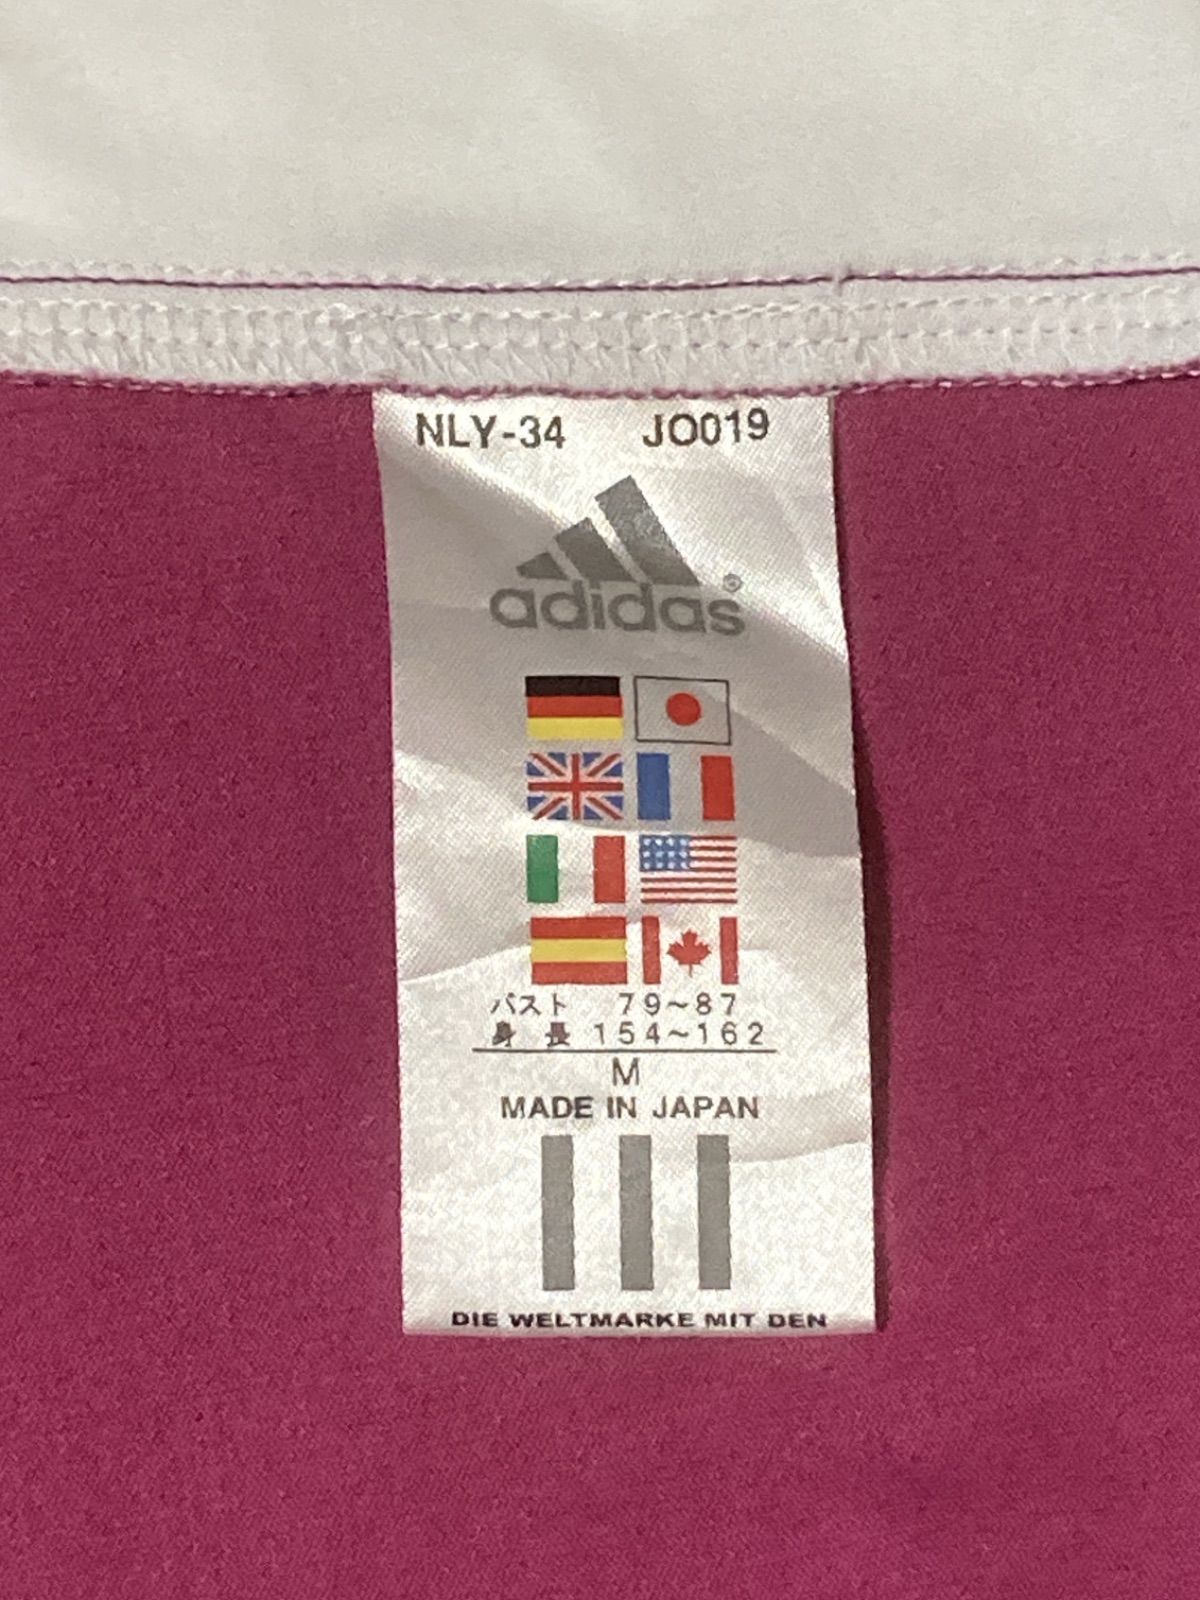 NLY-34 JO019
adidas®
バスト 79~87
身長 154~162
M
MADE IN JAPAN
DIE WELTMARKE MIT DEN